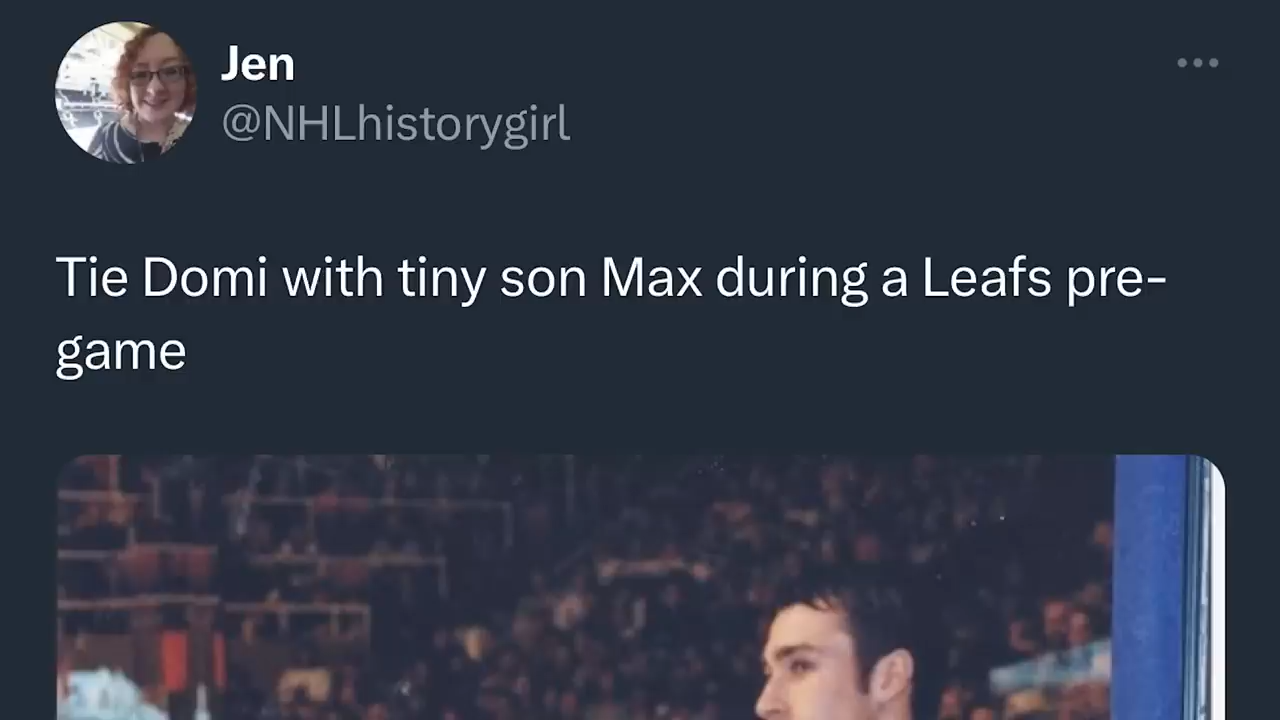 Jen
@NHLhistorygirl
Tie Domi with tiny son Max during a Leafs pre-
game